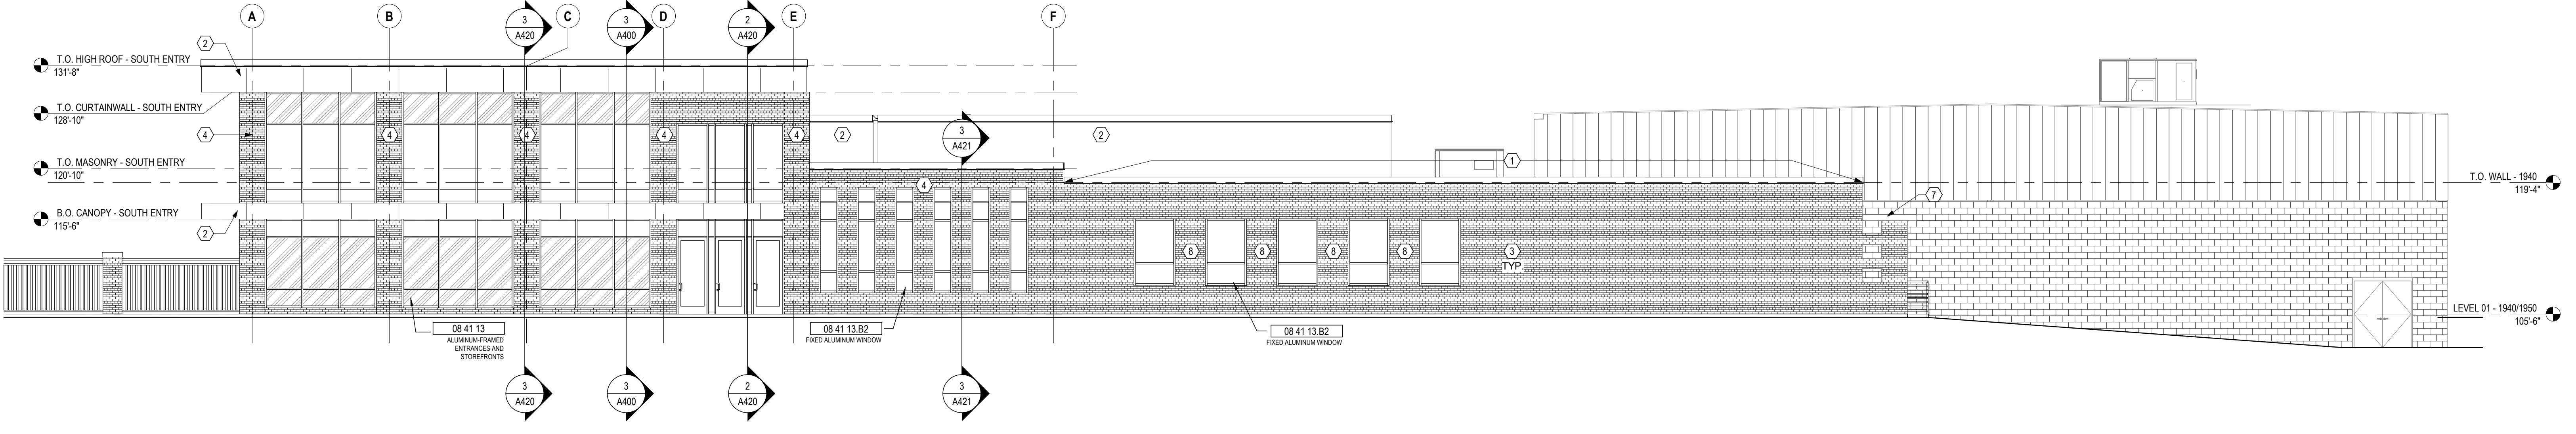 A
B
3
A420
C
3
A400
D
2
A420
E
F
2
T.O. HIGH ROOF - SOUTH ENTRY
131'-8"
T.O. CURTAINWALL - SOUTH ENTRY
128'-10"
4
4
4
4
4
2
3
A421
2
T.O. MASONRY - SOUTH ENTRY
120'-10"
1
4
T.O. WALL - 1940
119'-4"
7
B.O. CANOPY - SOUTH ENTRY
115'-6"
2
8
8
8
8
3
TYP.
LEVEL 01 - 1940/1950
105'-6"
08 41 13
ALUMINUM-FRAMED
ENTRANCES AND
STOREFRONTS
08 41 13.B2
FIXED ALUMINUM WINDOW
08 41 13.B2
FIXED ALUMINUM WINDOW
3
A420
3
A400
2
A420
3
A421